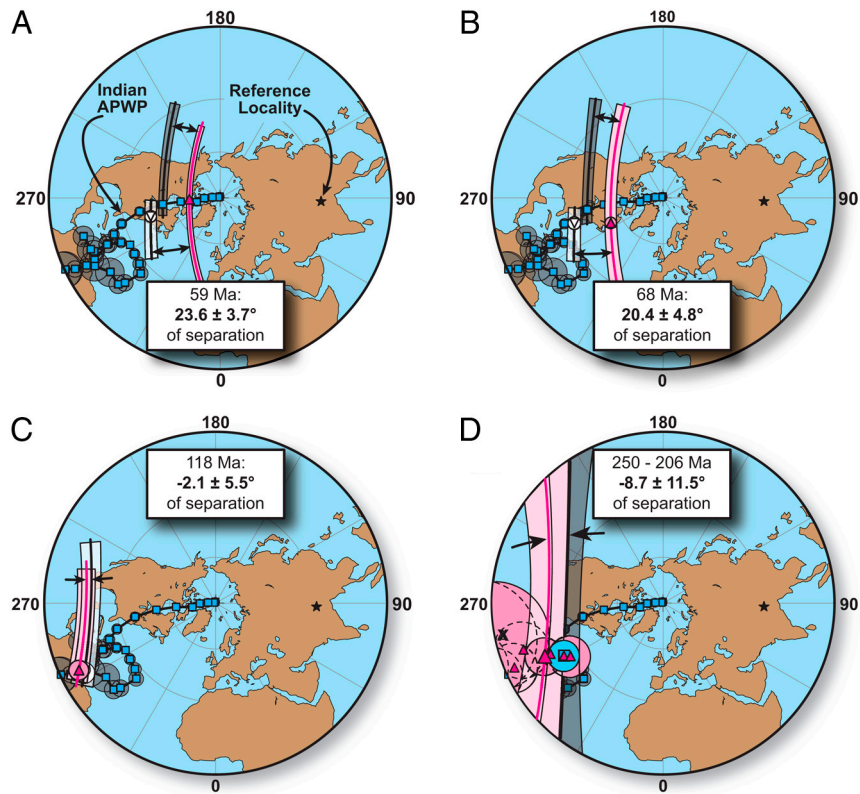 A
180
Indian
APWP
Reference
Locality
270
90
59 Ma:
23.6 ± 3.7°
of separation
0
B
180
270
90
68 Ma:
20.4 ± 4.8°
of separation
0
C
180
118 Ma:
-2.1 ± 5.5°
of separation
270
90
0
D
180
250 - 206 Ma
-8.7 ± 11.5°
of separation
270
90
0